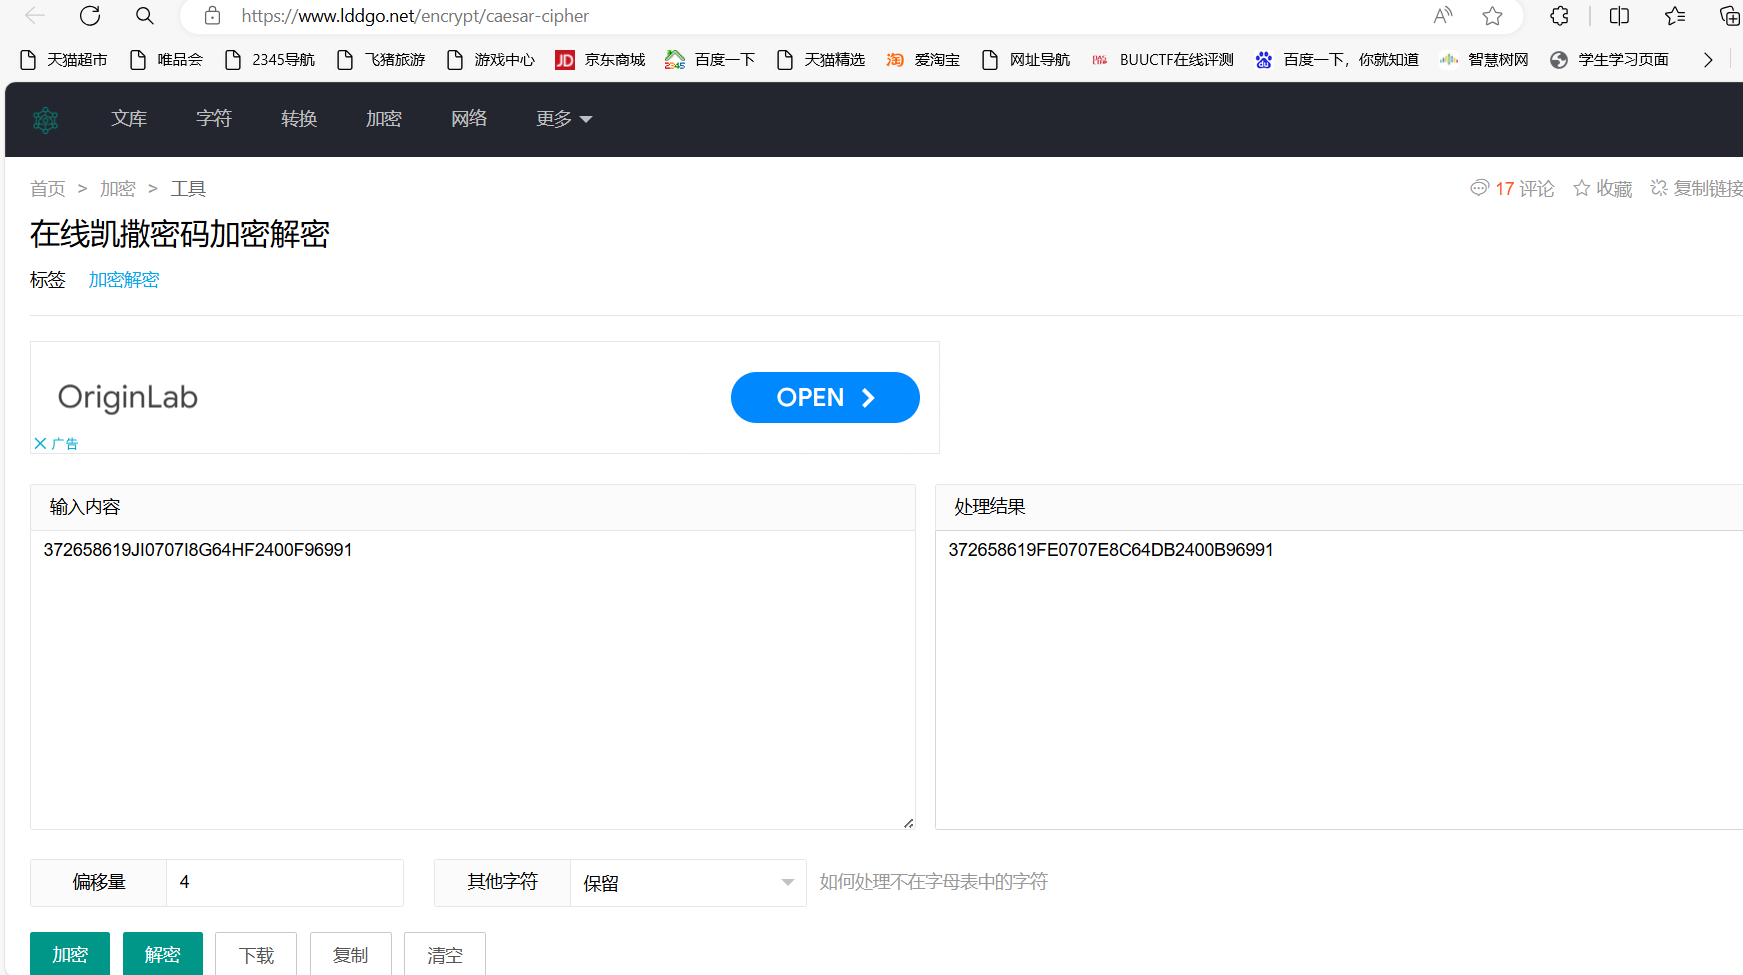 https://www.lddgo.net/encrypt/caesar-cipher
天猫超市 唯品会 2345导航 飞猪旅游 游戏中心 JD 京东商城 2345 百度一下 天猫精选 淘 爱淘宝 网址导航 BUUCTF在线评测 du 百度一下，你就知道 智慧树网 学生学习页面
文库 字符 转换 加密 网络 更多
首页 > 加密 > 工具 17 评论 收藏 复制链接
在线凯撒密码加密解密
标签 加密解密
OriginLab OPEN
广告
输入内容 处理结果
372658619JI0707I8G64HF2400F96991 372658619FE0707E8C64DB2400B96991
偏移量 4 其他字符 保留 如何处理不在字母表中的字符
加密 解密 下载 复制 清空